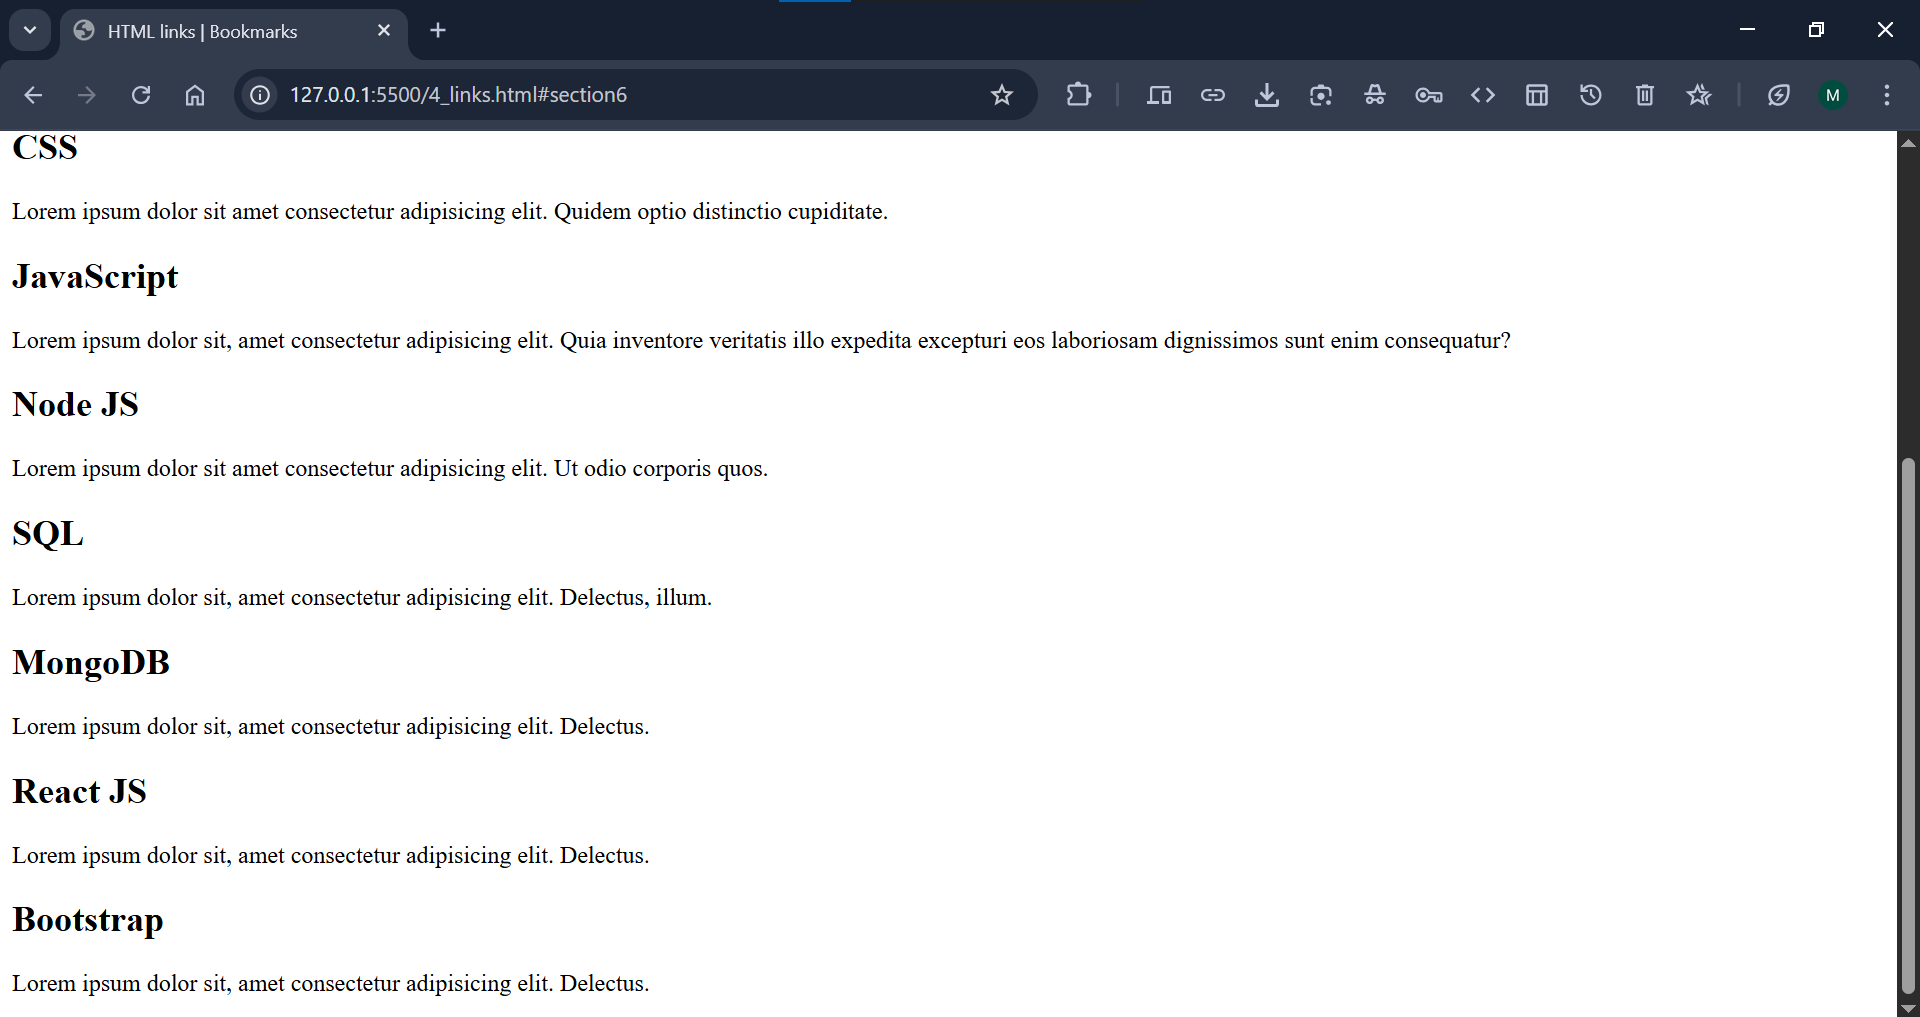 HTML links | Bookmarks
127.0.0.1:5500/4_links.html#section6
M
CSS
Lorem ipsum dolor sit amet consectetur adipisicing elit. Quidem optio distinctio cupiditate.
JavaScript
Lorem ipsum dolor sit, amet consectetur adipisicing elit. Quia inventore veritatis illo expedita excepturi eos laboriosam dignissimos sunt enim consequatur?
Node JS
Lorem ipsum dolor sit amet consectetur adipisicing elit. Ut odio corporis quos.
SQL
Lorem ipsum dolor sit, amet consectetur adipisicing elit. Delectus, illum.
MongoDB
Lorem ipsum dolor sit, amet consectetur adipisicing elit. Delectus.
React JS
Lorem ipsum dolor sit, amet consectetur adipisicing elit. Delectus.
Bootstrap
Lorem ipsum dolor sit, amet consectetur adipisicing elit. Delectus.